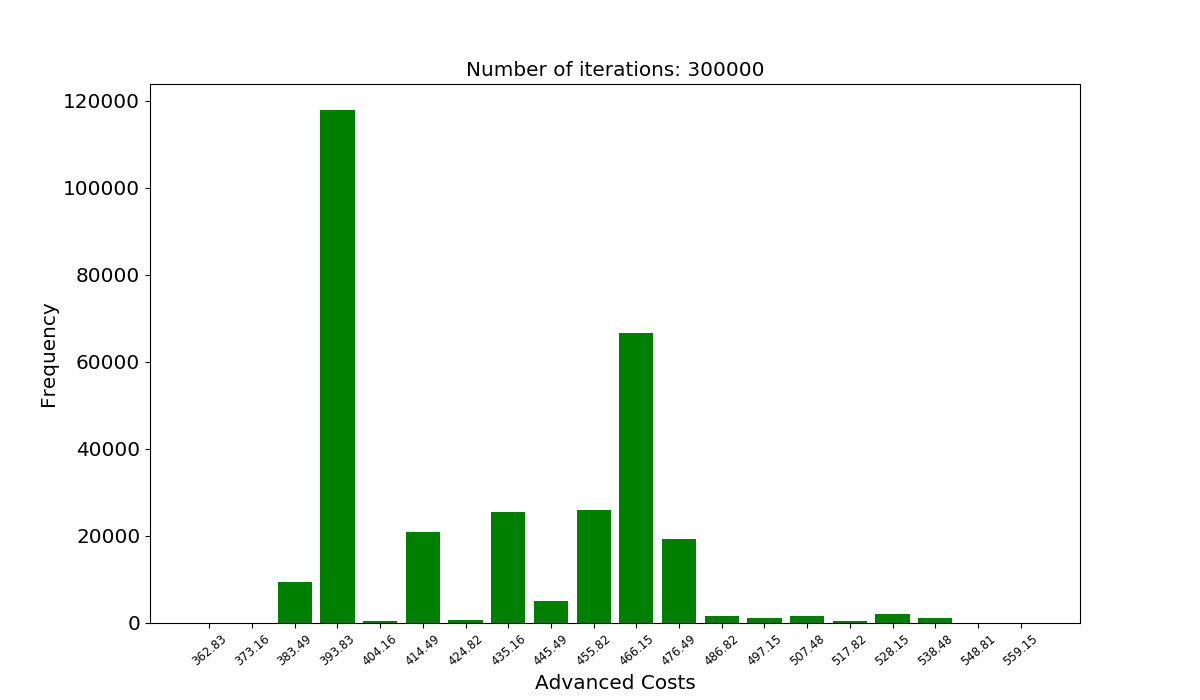 Number of iterations: 300000
120000
100000
80000
60000
40000
20000
0
Frequency
362.83 373.16 383.49 393.83 404.16 414.49 424.82 435.16 445.49 455.82 466.15 476.49 486.82 497.15 507.48 517.82 528.15 538.48 548.81 559.15
Advanced Costs